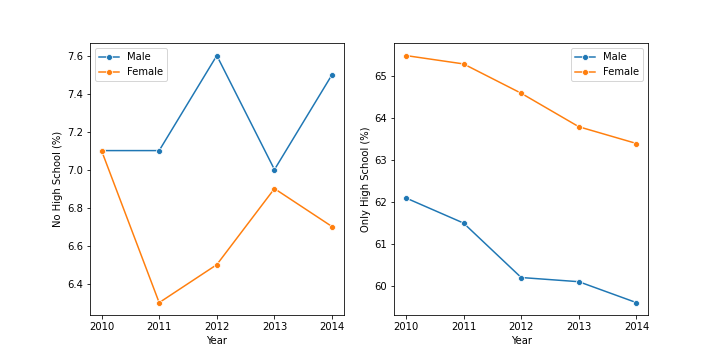 No High School (%)
7.6
7.4
7.2
7.0
6.8
6.6
6.4
Male
Female
2010 2011 2012 2013 2014
Year
Only High School (%)
65
64
63
62
61
60
Male
Female
2010 2011 2012 2013 2014
Year